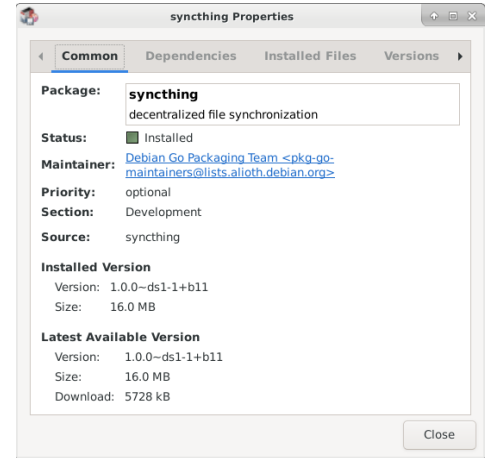 syncthing Properties
Common Dependencies Installed Files Versions
Package: syncthing
decentralized file synchronization
Status: Installed
Maintainer: Debian Go Packaging Team <pkg-go-
maintainers@lists.alioth.debian.org>
Priority: optional
Section: Development
Source: syncthing
Installed Version
Version: 1.0.0~ds1-1+b11
Size: 16.0 MB
Latest Available Version
Version: 1.0.0~ds1-1+b11
Size: 16.0 MB
Download: 5728 kB
Close